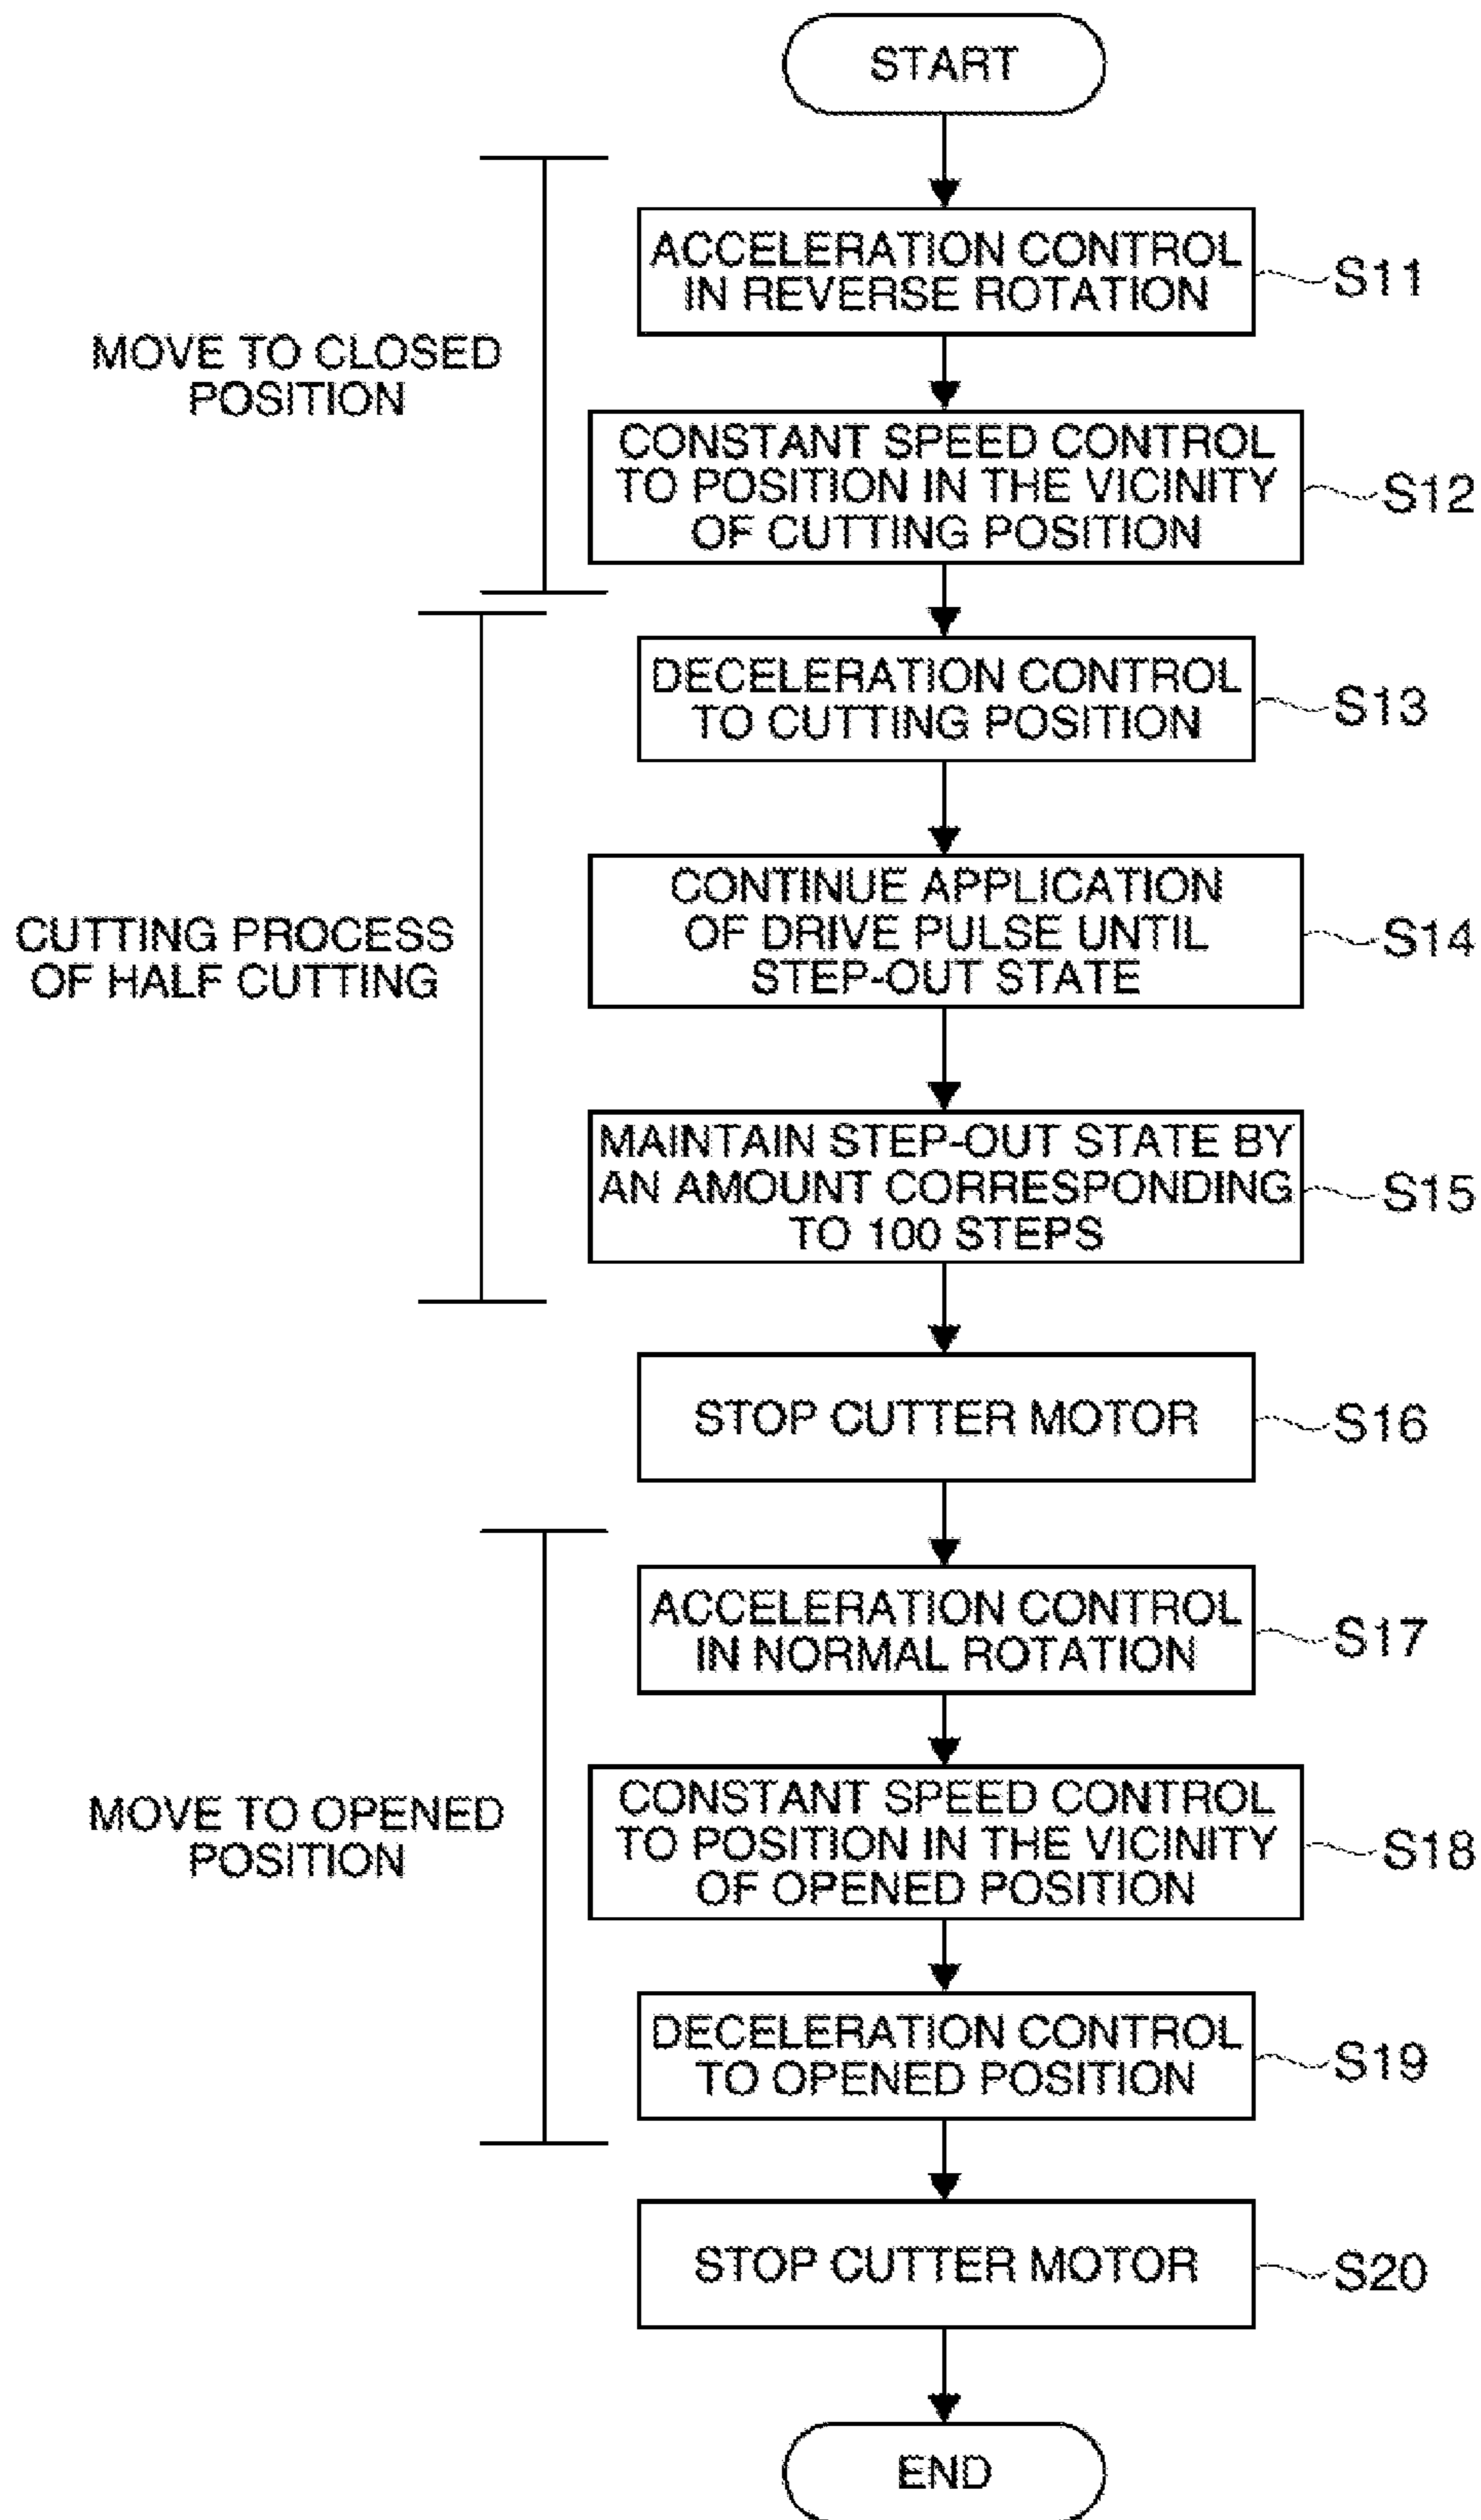 START
ACCELERATION CONTROL
IN REVERSE ROTATION
S11
MOVE TO CLOSED
POSITION
CONSTANT SPEED CONTROL
TO POSITION IN THE VICINITY
OF CUTTING POSITION
S12
DECELERATION CONTROL
TO CUTTING POSITION
S13
CUTTING PROCESS
OF HALF CUTTING
CONTINUE APPLICATION
OF DRIVE PULSE UNTIL
STEP-OUT STATE
S14
MAINTAIN STEP-OUT STATE BY
AN AMOUNT CORRESPONDING
TO 100 STEPS
S15
STOP CUTTER MOTOR
S16
ACCELERATION CONTROL
IN NORMAL ROTATION
S17
MOVE TO OPENED
POSITION
CONSTANT SPEED CONTROL
TO POSITION IN THE VICINITY
OF OPENED POSITION
S18
DECELERATION CONTROL
TO OPENED POSITION
S19
STOP CUTTER MOTOR
S20
END